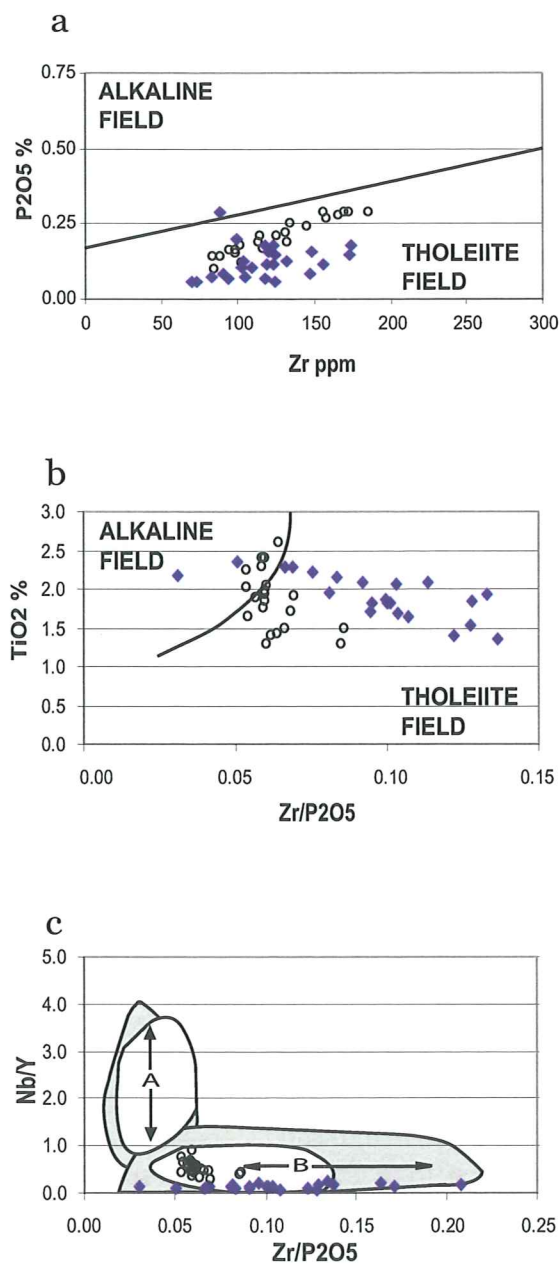 a
0.75
0.50
0.25
0.00
P2O5 %
ALKALINE
FIELD
THOLEIITE
FIELD
0 50 100 150 200 250 300
Zr ppm
b
3.0
2.5
2.0
1.5
1.0
0.5
0.0
TiO2 %
ALKALINE
FIELD
THOLEIITE
FIELD
0.00 0.05 0.10 0.15
Zr/P2O5
c
5.0
4.0
3.0
2.0
1.0
0.0
Nb/Y
A
B
0.00 0.05 0.10 0.15 0.20 0.25
Zr/P2O5